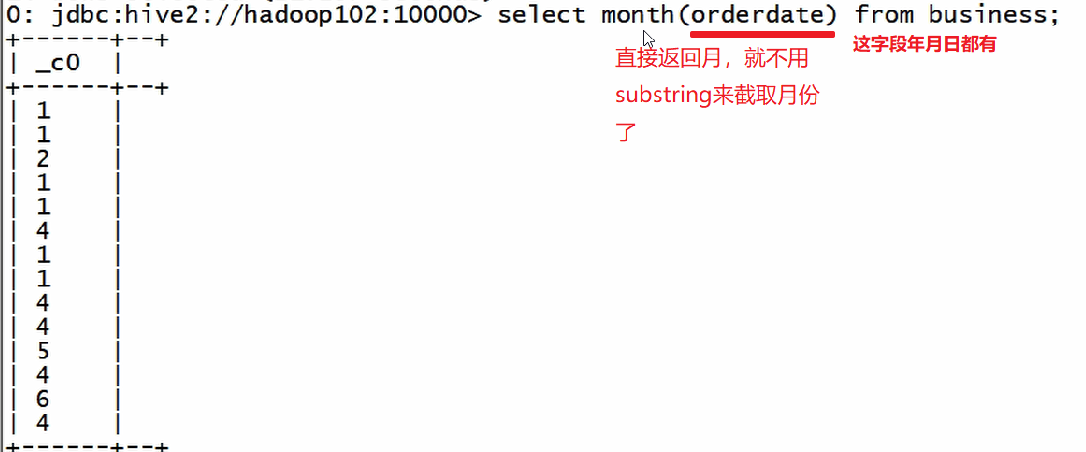 0: jdbc:hive2://hadoop102:10000> select month(orderdate) from business;
这字段年月日都有
直接返回月，就不用
substring来截取月份
了
+------+--+
| _c0 |
+------+--+
| 1 |
| 1 |
| 2 |
| 1 |
| 1 |
| 4 |
| 1 |
| 1 |
| 4 |
| 4 |
| 5 |
| 4 |
| 6 |
| 4 |
+------+--+